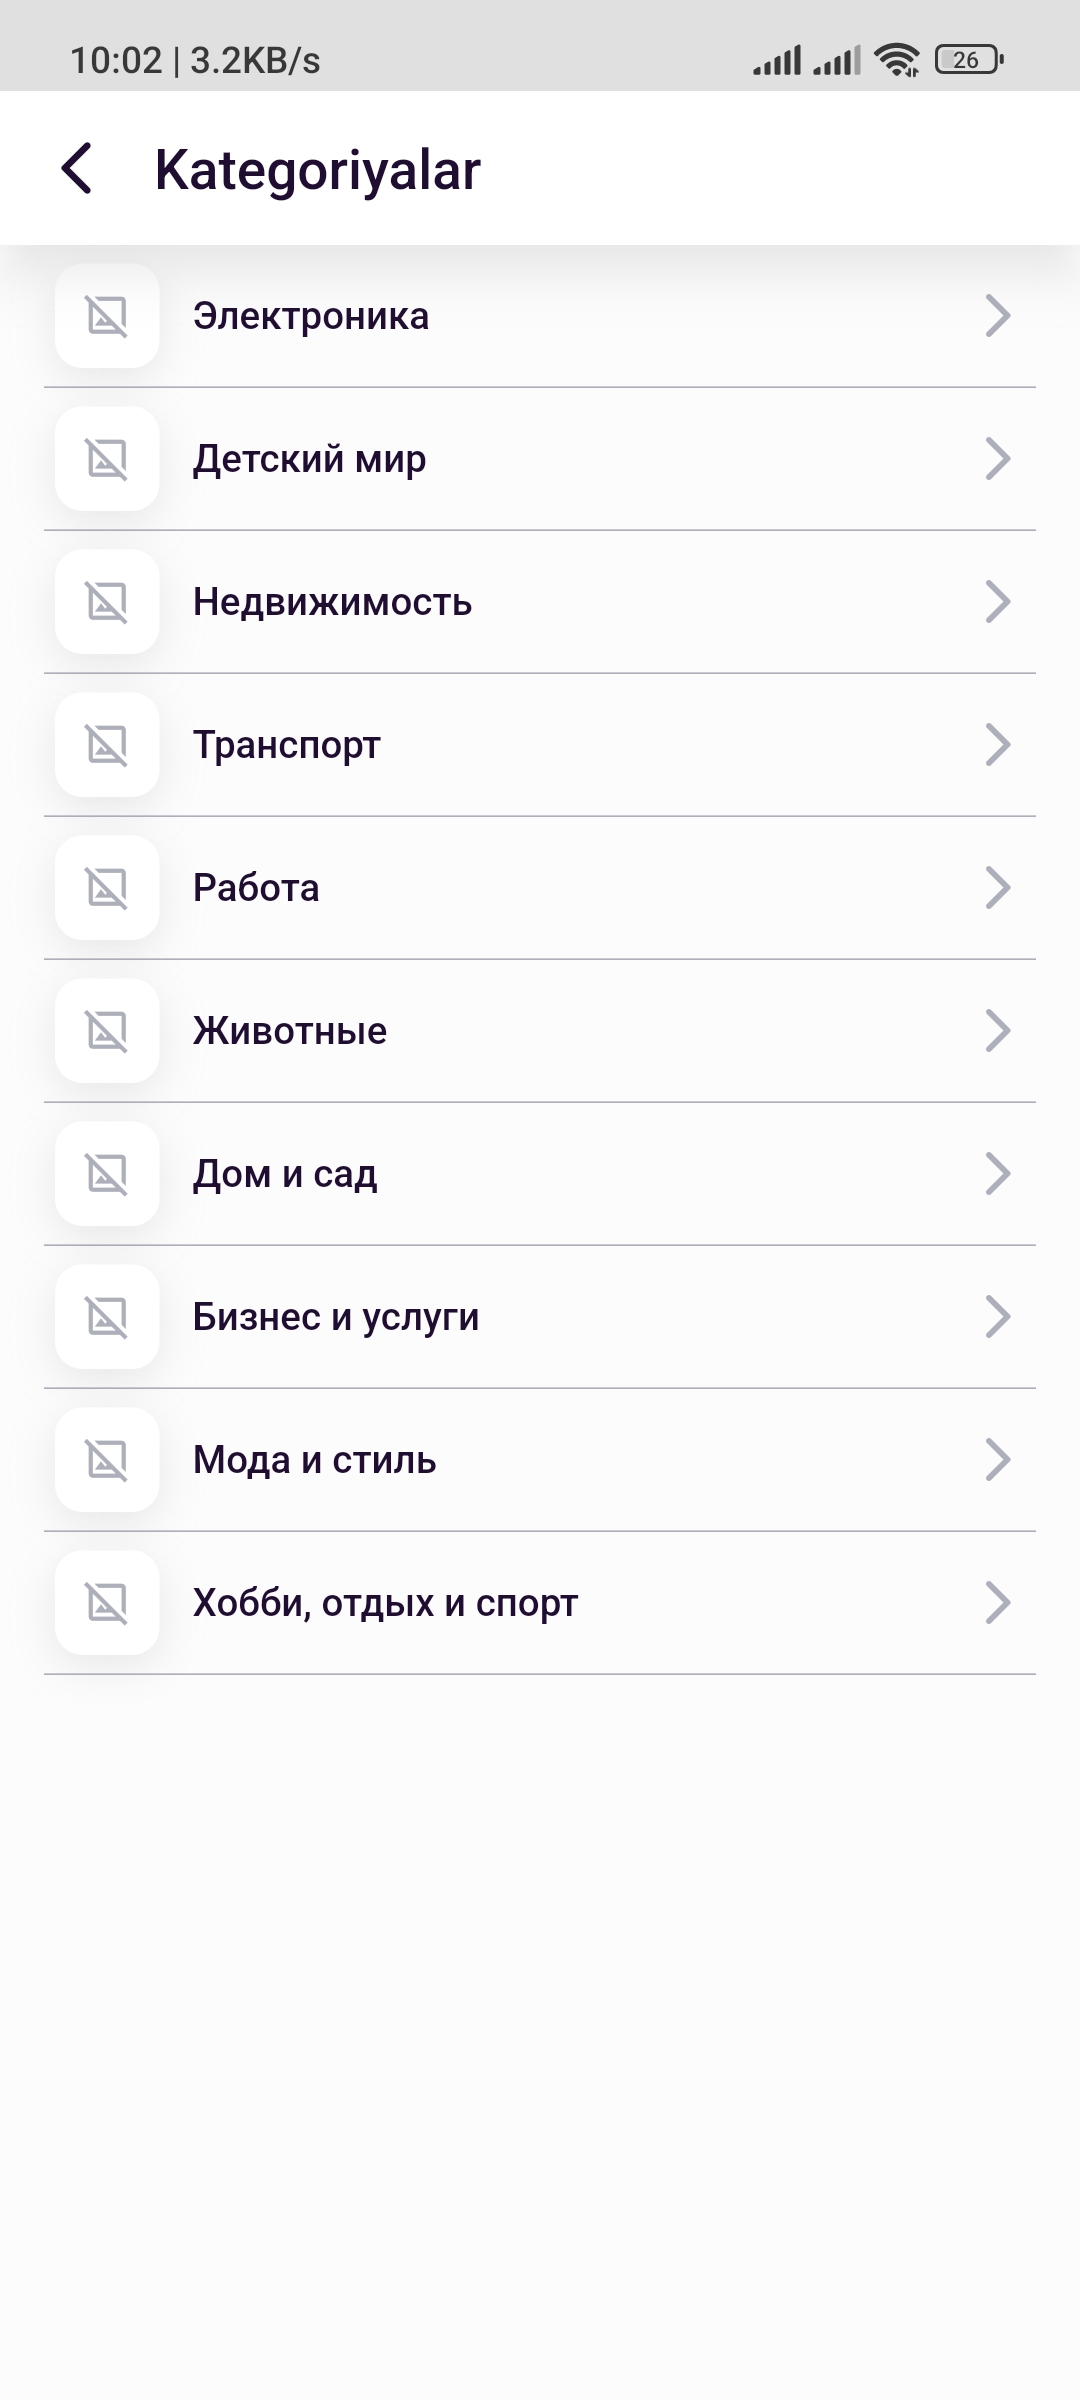 10:02 | 3.2KB/s 26
Kategoriyalar
Электроника
Детский мир
Недвижимость
Транспорт
Работа
Животные
Дом и сад
Бизнес и услуги
Мода и стиль
Хобби, отдых и спорт